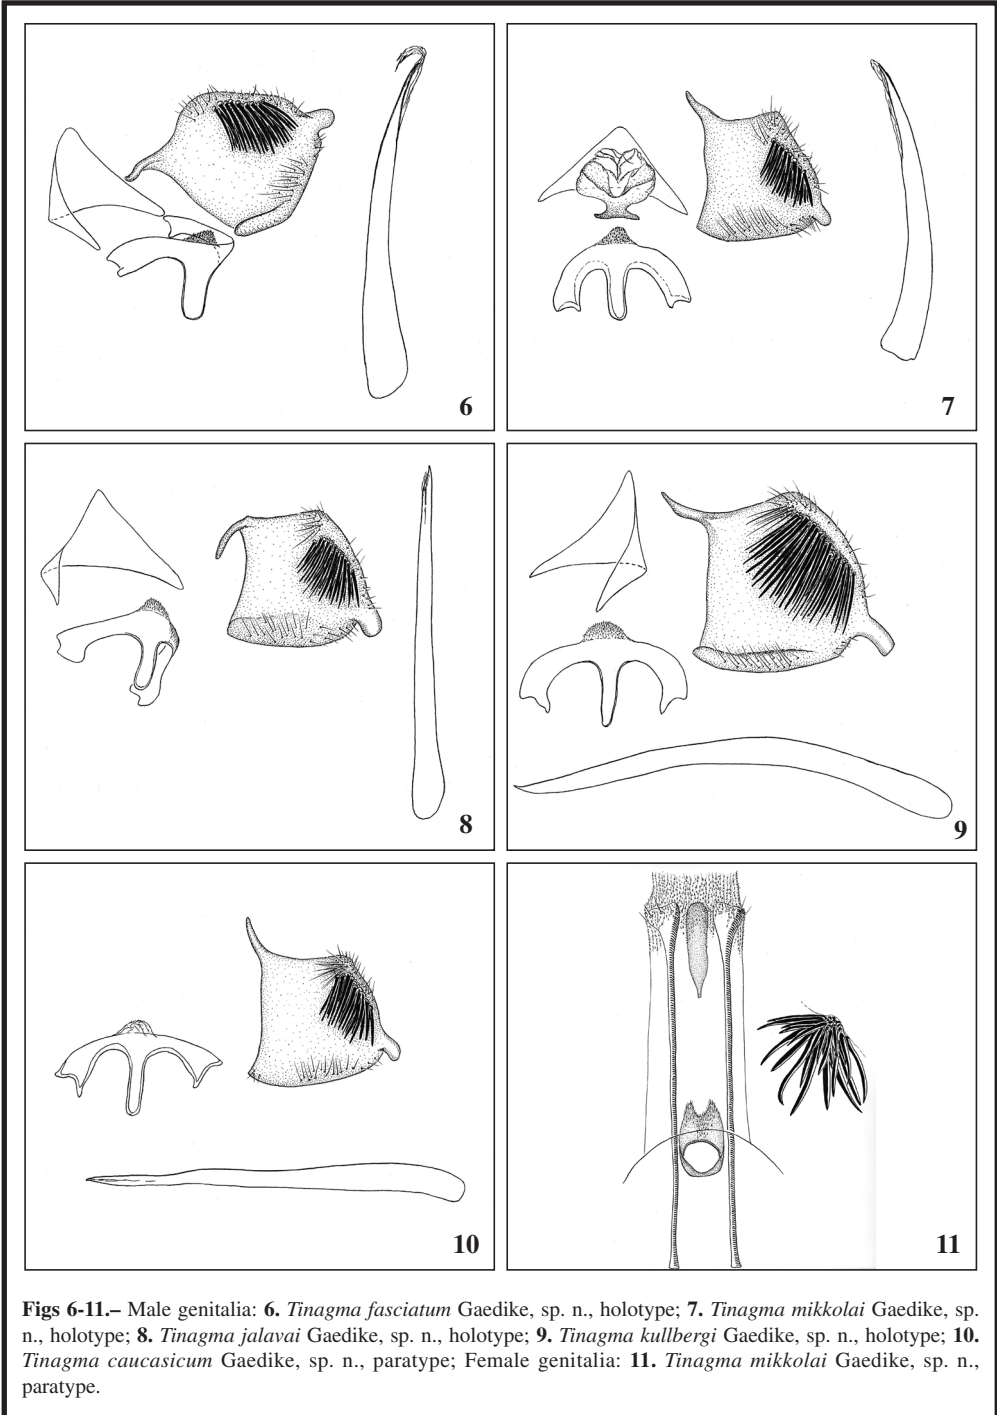 6
7
8
9
10
11
Figs 6-11.– Male genitalia: 6. Tinagma fasciatum Gaedike, sp. n., holotype; 7. Tinagma mikkolai Gaedike, sp.
n., holotype; 8. Tinagma jalavai Gaedike, sp. n., holotype; 9. Tinagma kullbergi Gaedike, sp. n., holotype; 10.
Tinagma caucasicum Gaedike, sp. n., paratype; Female genitalia: 11. Tinagma mikkolai Gaedike, sp. n.,
paratype.